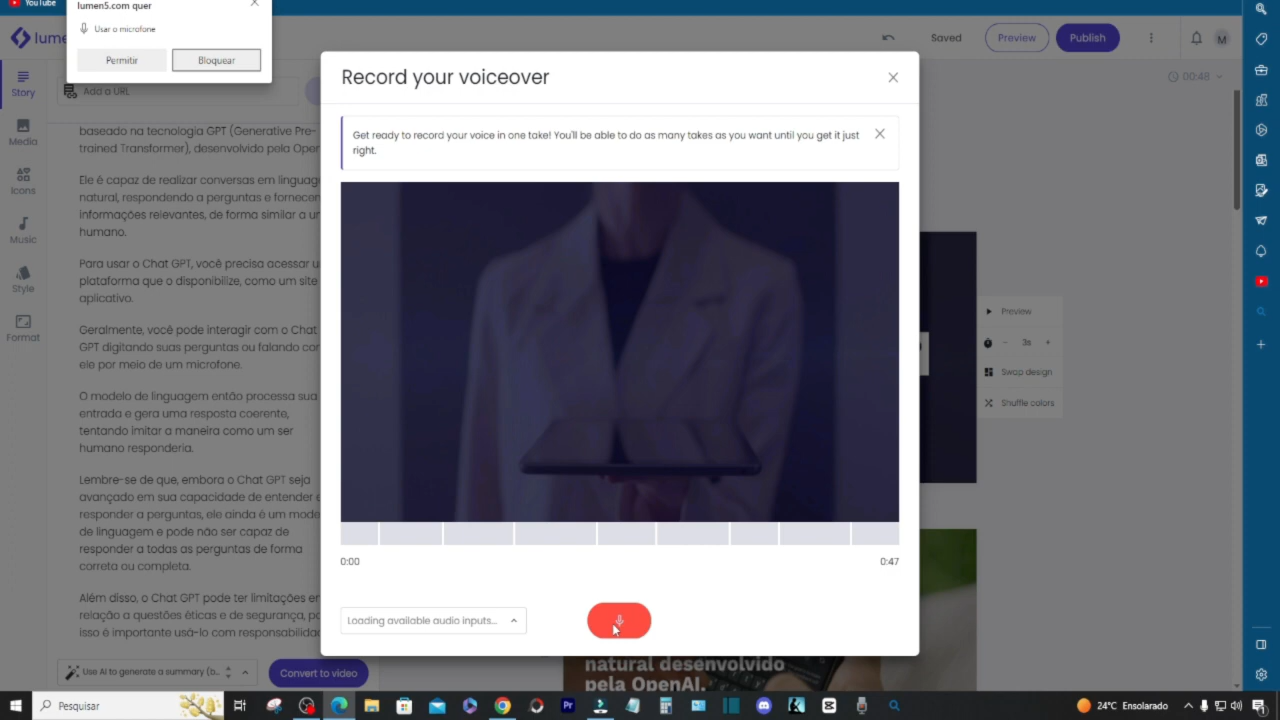 YouTube
lumen5.com quer
Usar o microfone
Permitir
Bloquear
Saved
Preview
Publish
M
00:48
Story
Media
Icons
Music
Style
Format
Add a URL
baseado na tecnologia GPT (Generative Pre-
trained Transformer), desenvolvido pela Open
Ele é capaz de realizar conversas em linguagem
natural, respondendo a perguntas e fornecen
informações relevantes, de forma similar a um
humano.
Para usar o Chat GPT, você precisa acessar u
plataforma que o disponibilize, como um site
aplicativo.
Geralmente, você pode interagir com o Chat
GPT digitando suas perguntas ou falando com
ele por meio de um microfone.
O modelo de linguagem então processa sua
entrada e gera uma resposta coerente,
tentando imitar a maneira como um ser
humano responderia.
Lembre-se de que, embora o Chat GPT seja
avançado em sua capacidade de entender e
responder a perguntas, ele ainda é um mode
de linguagem e pode não ser capaz de
responder a todas as perguntas de forma
correta ou completa.
Além disso, o Chat GPT pode ter limitações em
relação a questões éticas e de segurança, po
isso é importante usá-lo com responsabilidad
Use AI to generate a summary (b..
Convert to video
Record your voiceover
Get ready to record your voice in one take! You'll be able to do as many takes as you want until you get it just
right.
0:00
0:47
Loading available audio inputs...
Preview
3s
Swap design
Shuffle colors
natural desenvolvido
pela OpenAI.
Pesquisar
24°C Ensolarado